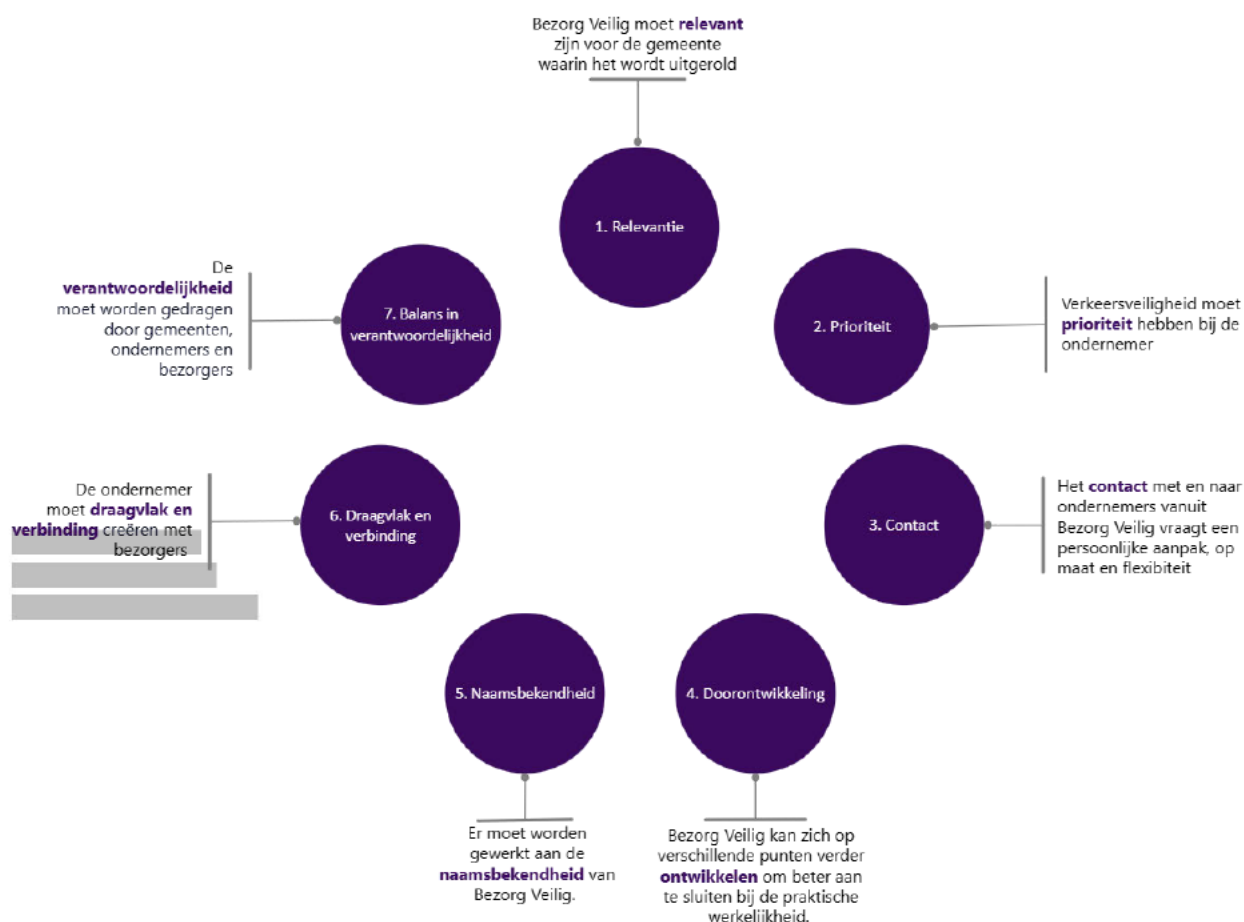 Bezorg Veilig moet relevant
zijn voor de gemeente
waarin het wordt uitgerold
1. Relevantie
2. Prioriteit
Verkeersveiligheid moet
prioriteit hebben bij de
ondernemer
3. Contact
Het contact met en naar
ondernemers vanuit
Bezorg Veilig vraagt een
persoonlijke aanpak, op
maat en flexibiteit
4. Doorontwikkeling
Bezorg Veilig kan zich op
verschillende punten verder
ontwikkelen om beter aan
te sluiten bij de praktische
werkelijkheid.
5. Naamsbekendheid
Er moet worden
gewerkt aan de
naamsbekendheid van
Bezorg Veilig.
6. Draagvlak en
verbinding
De ondernemer
moet draagvlak en
verbinding creëren met
bezorgers
7. Balans in
verantwoordelijkheid
De
verantwoordelijkheid
moet worden gedragen
door gemeenten,
ondernemers en
bezorgers